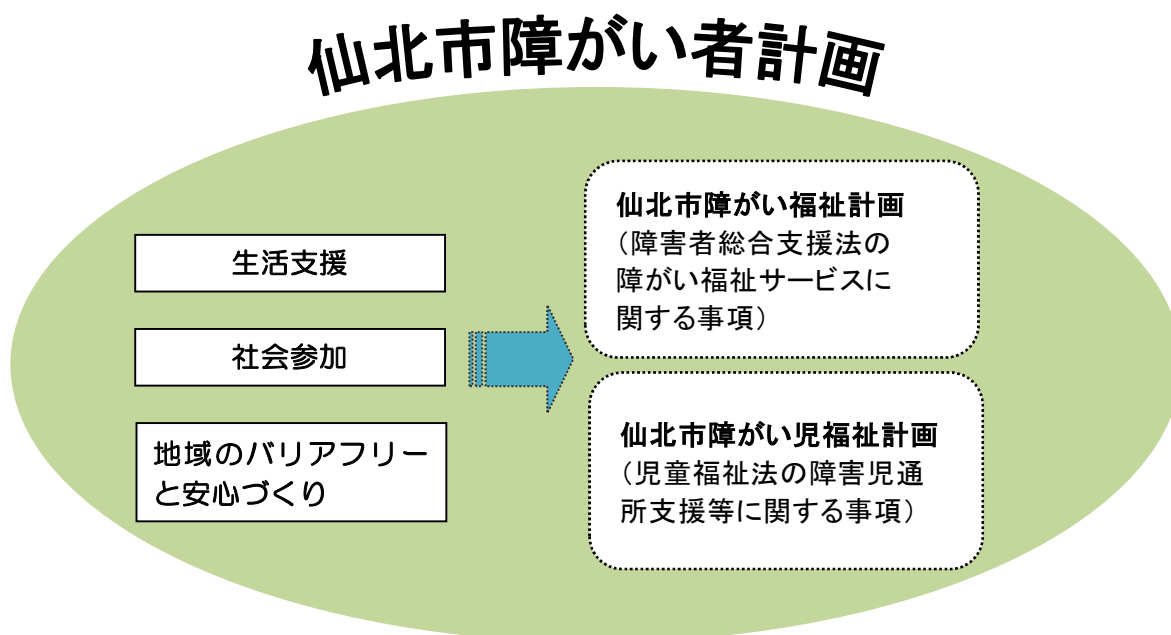 仙北市障がい者計画
生活支援
社会参加
地域のバリアフリー
と安心づくり
仙北市障がい福祉計画
（障害者総合支援法の
障がい福祉サービスに
関する事項）
仙北市障がい児福祉計画
（児童福祉法の障害児通
所支援等に関する事項）